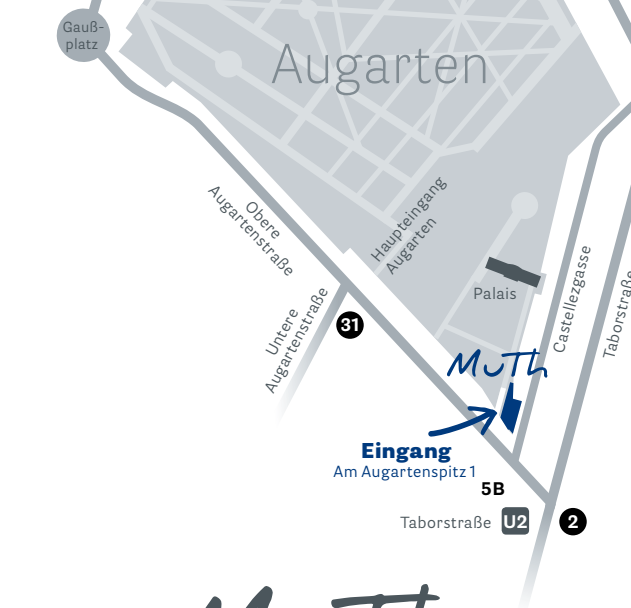 Gauß-
platz
Augarten
Obere
Augartenstraße
Haupteingang
Augarten
Palais
Castellezgasse
Taborstraße
Untere
Augartenstraße
31
MuTh
Eingang
Am Augartenspitz 1
5B
Taborstraße U2
2